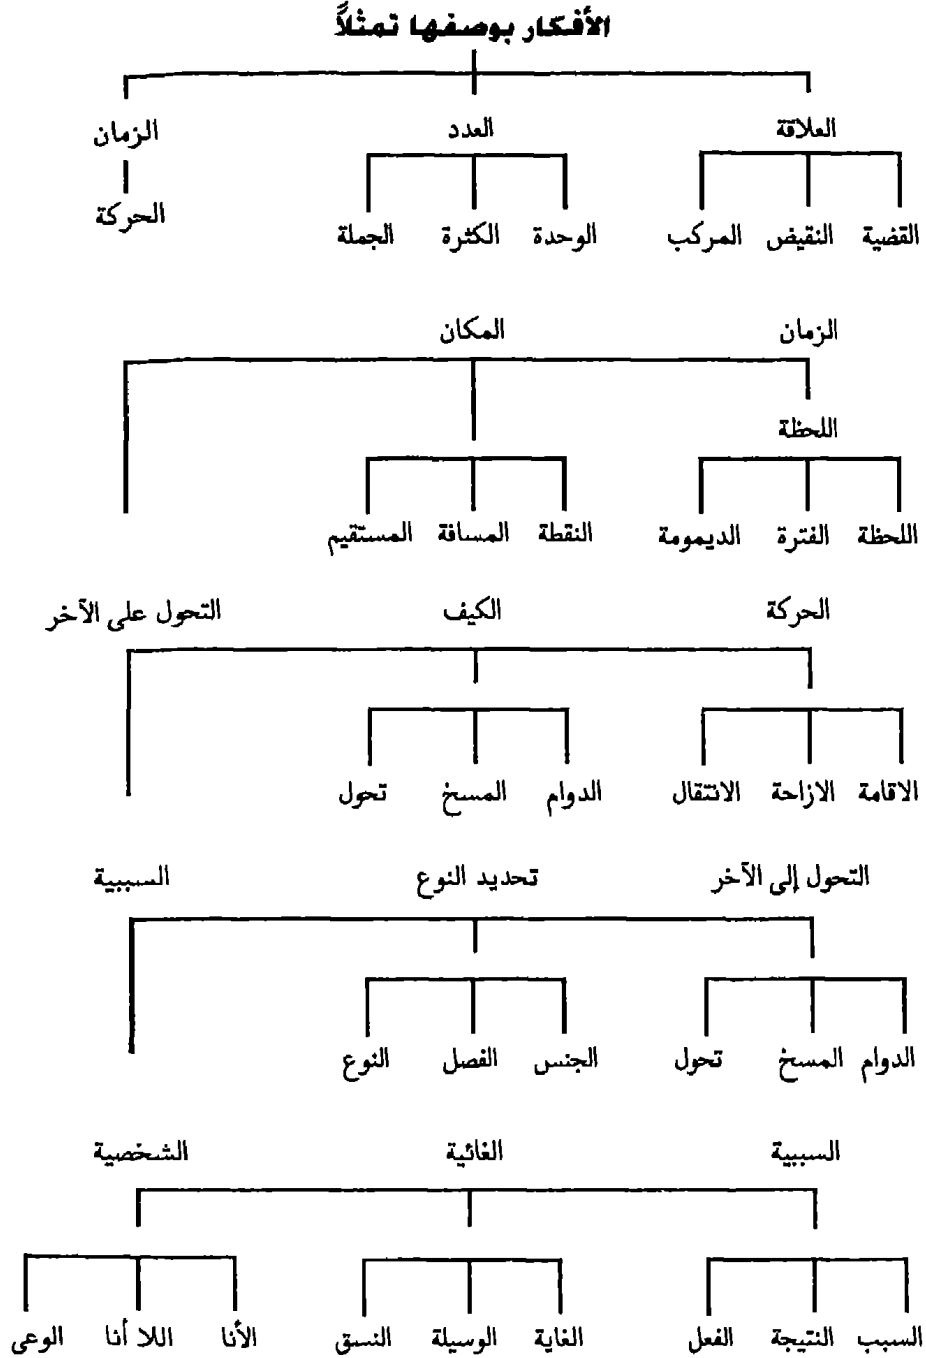 الأفكار بوصفها تمثلاً
العلاقة العدد الزمان
القضية النقيض المركب الوحدة الكثرة الجملة الحركة
الزمان المكان
اللحظة
اللحظة الفترة الديمومة النقطة المسافة المستقيم
الحركة الكيف التحول على الآخر
الاقامة الازاحة الانتقال الدوام المسخ تحول
التحول إلى الآخر تحديد النوع السببية
الدوام المسخ تحول الجنس الفصل النوع
السببية الغائية الشخصية
السبب النتيجة الفعل الغاية الوسيلة النسق الأنا اللا أنا الوعى